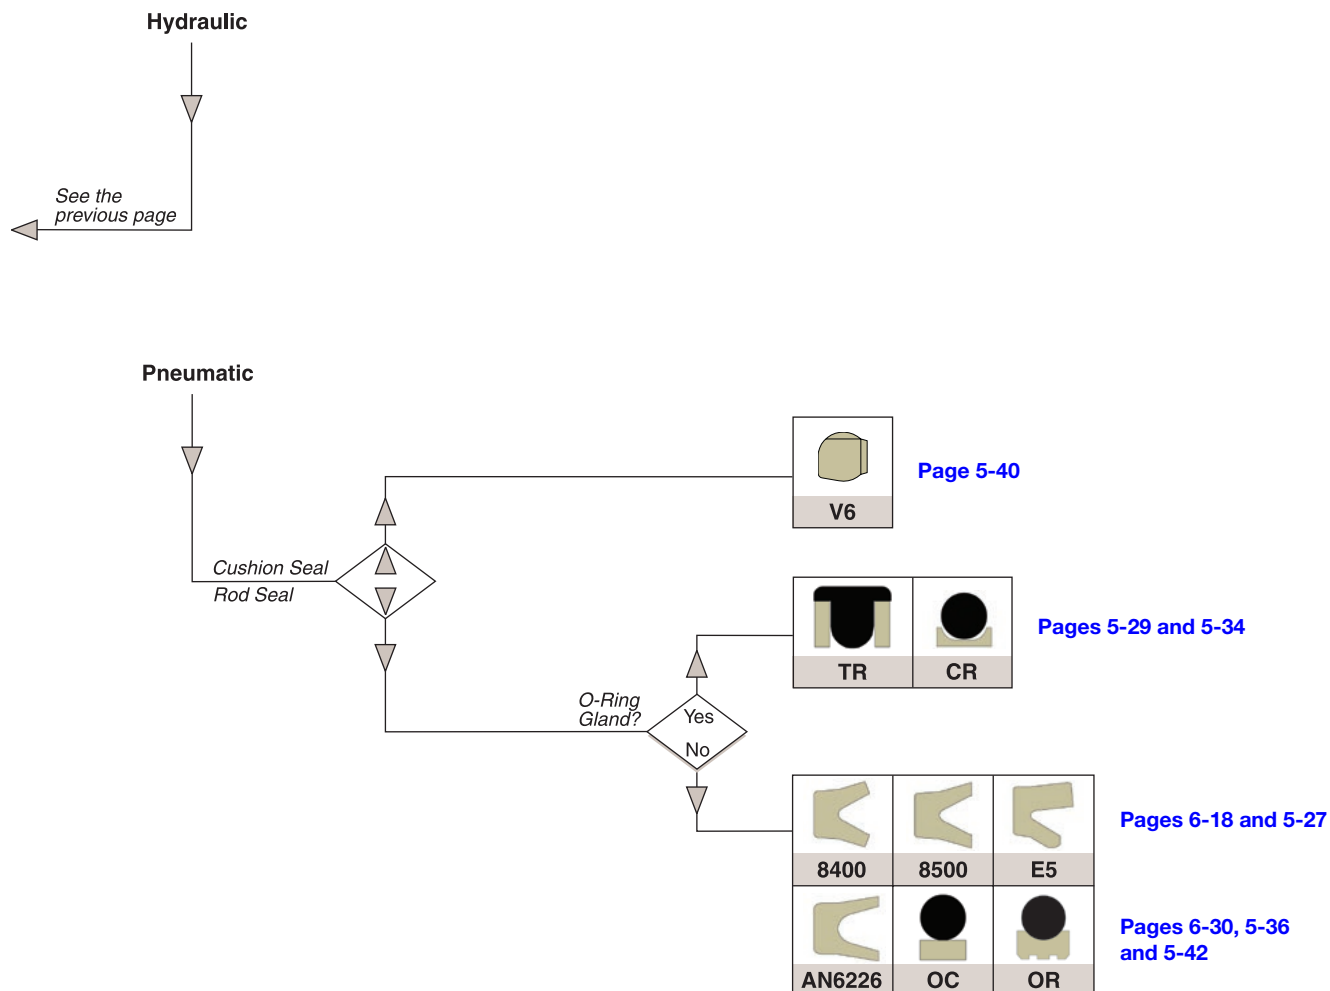 Hydraulic
See the
previous page
Pneumatic
V6
Page 5-40
Cushion Seal
Rod Seal
TR
CR
Pages 5-29 and 5-34
O-Ring
Gland?
Yes
No
8400
8500
E5
Pages 6-18 and 5-27
AN6226
OC
OR
Pages 6-30, 5-36
and 5-42